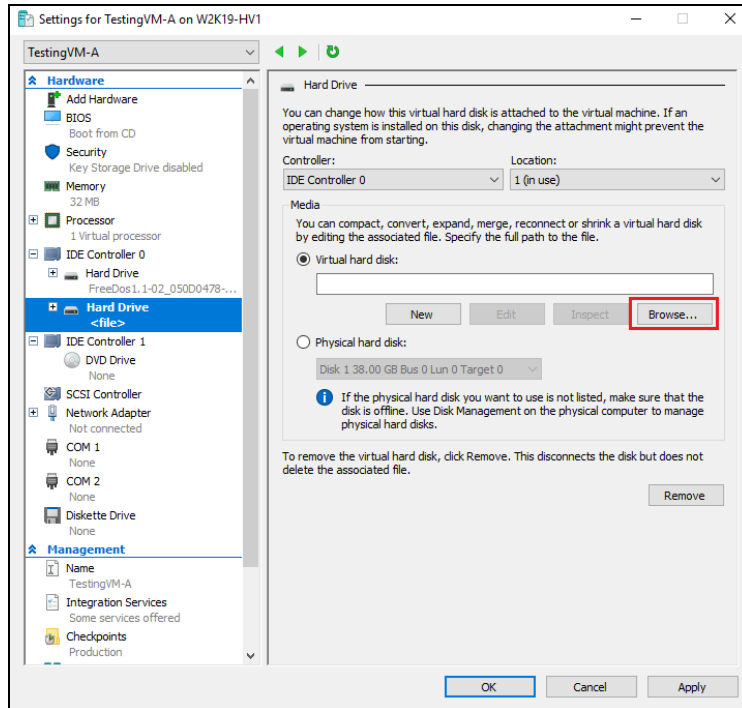 Settings for TestingVM-A on W2K19-HV1
TestingVM-A
Hardware
Add Hardware
BIOS
Boot from CD
Security
Key Storage Drive disabled
Memory
32 MB
Processor
1 Virtual processor
IDE Controller 0
Hard Drive
FreeDos1.1-02_050D0478-...
Hard Drive
<file>
IDE Controller 1
DVD Drive
None
SCSI Controller
Network Adapter
Not connected
COM 1
None
COM 2
None
Diskette Drive
None
Management
Name
TestingVM-A
Integration Services
Some services offered
Checkpoints
Production
Hard Drive
You can change how this virtual hard disk is attached to the virtual machine. If an
operating system is installed on this disk, changing the attachment might prevent the
virtual machine from starting.
Controller: Location:
IDE Controller 0 1 (in use)
Media
You can compact, convert, expand, merge, reconnect or shrink a virtual hard disk
by editing the associated file. Specify the full path to the file.
Virtual hard disk:
New Edit Inspect Browse...
Physical hard disk:
Disk 1 38.00 GB Bus 0 Lun 0 Target 0
If the physical hard disk you want to use is not listed, make sure that the
disk is offline. Use Disk Management on the physical computer to manage
physical hard disks.
To remove the virtual hard disk, click Remove. This disconnects the disk but does not
delete the associated file.
Remove
OK Cancel Apply